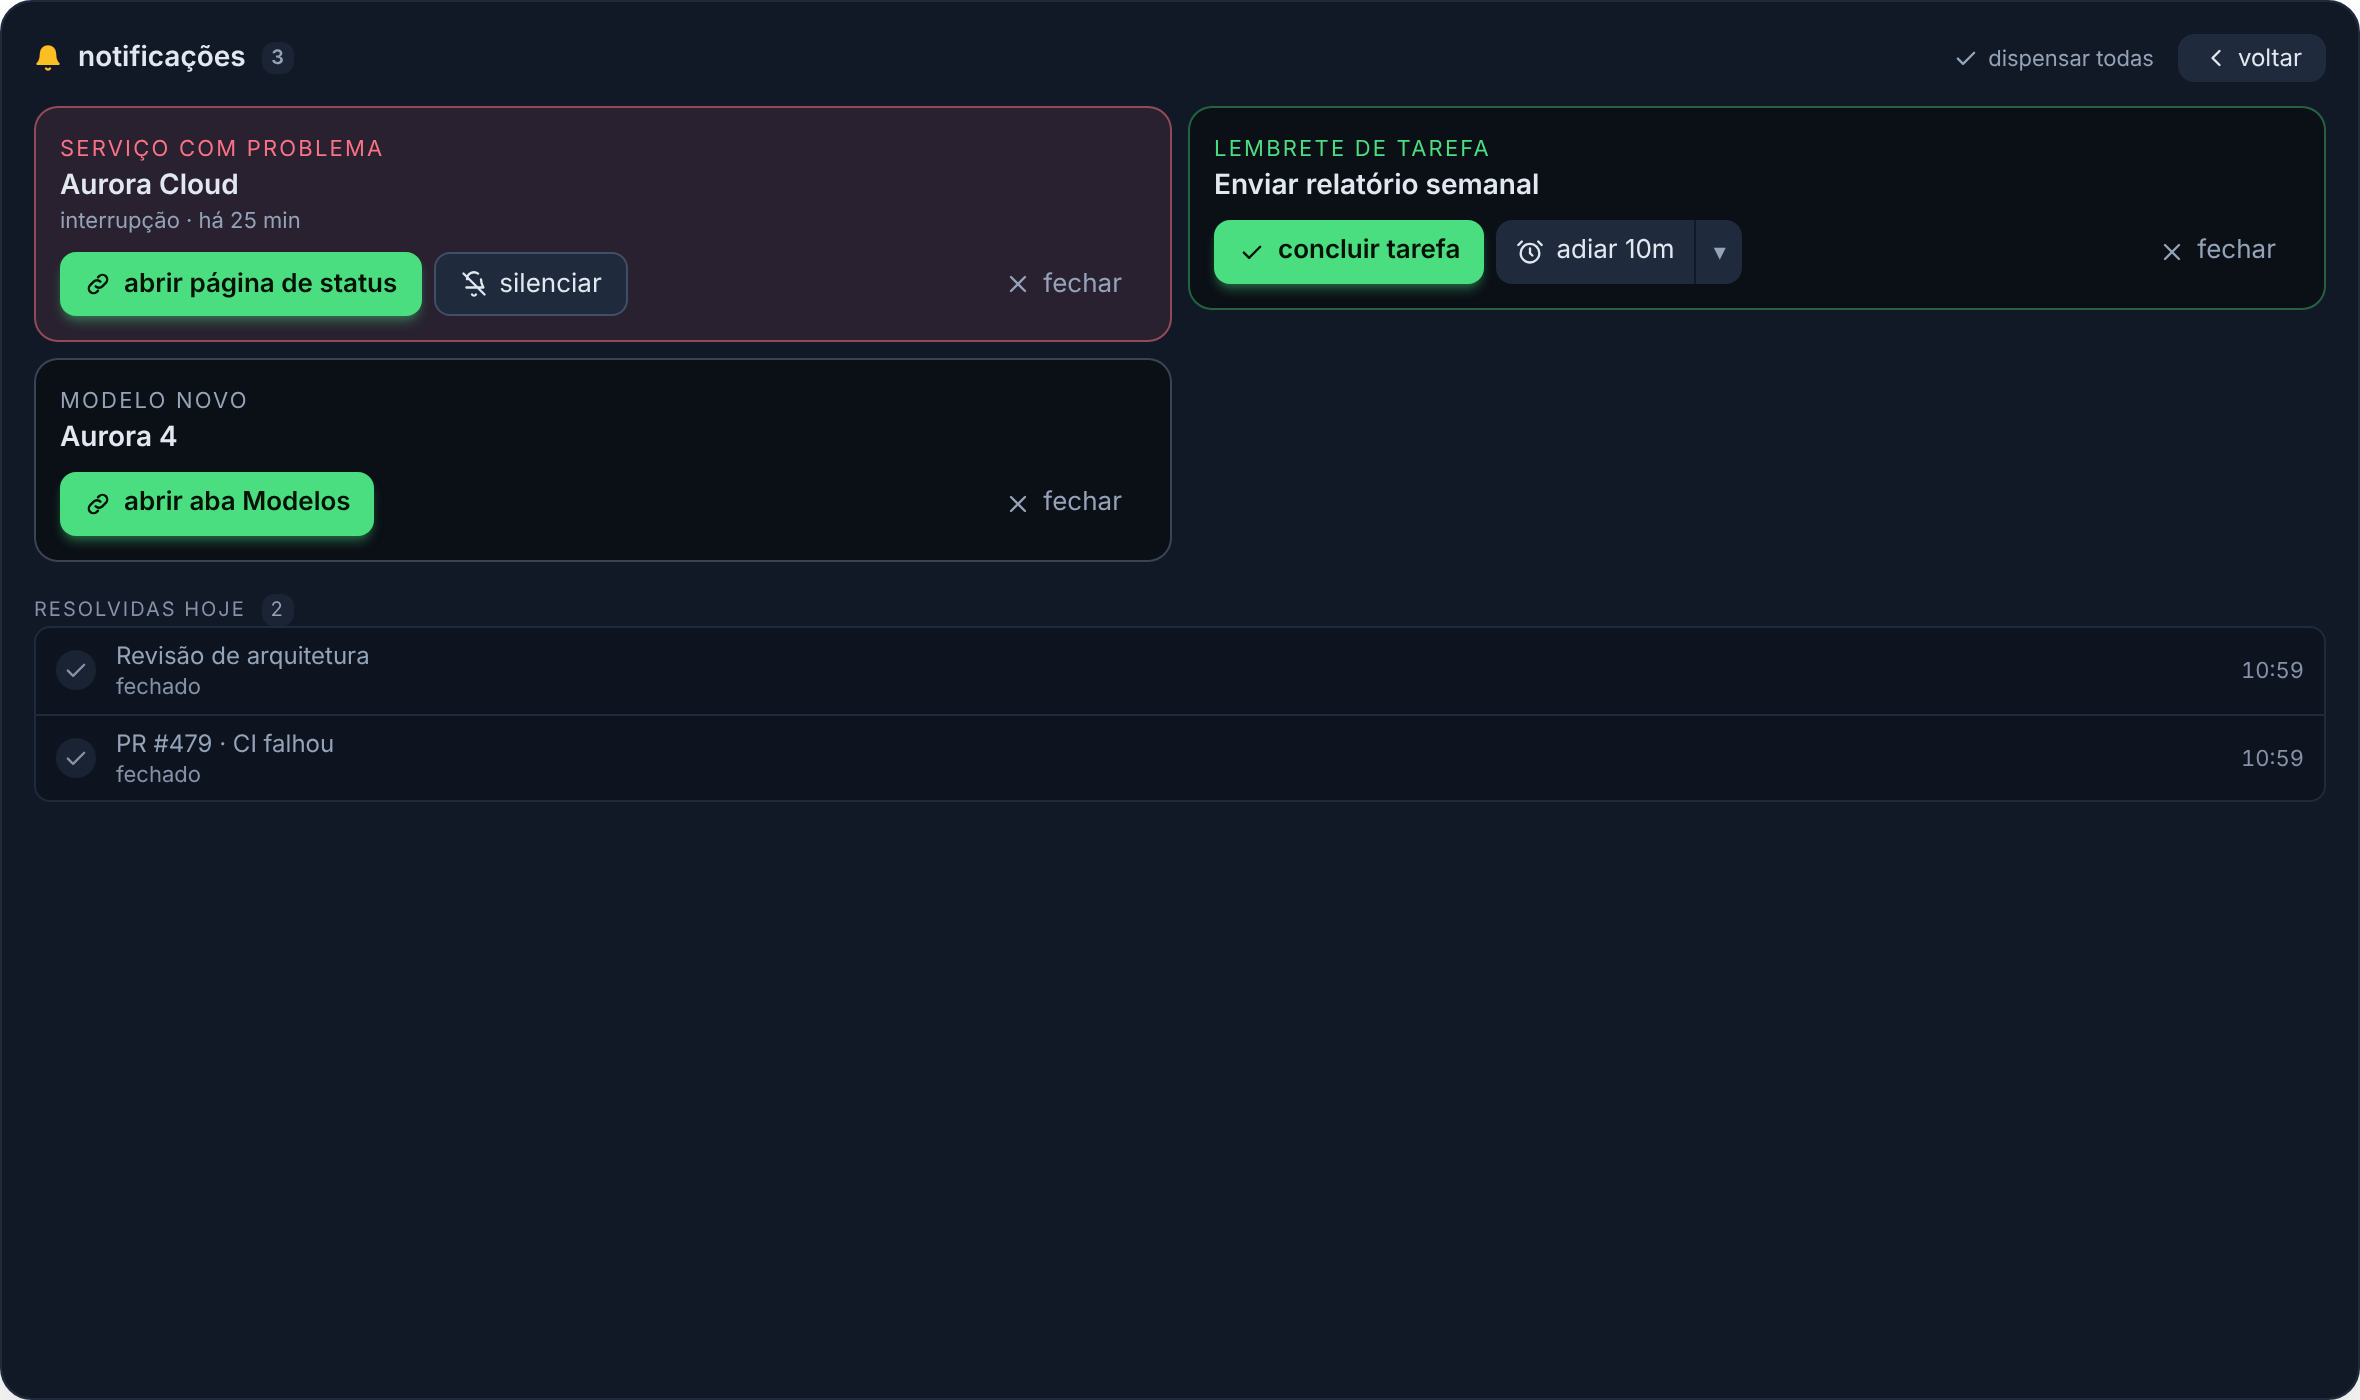 notificações 3
dispensar todas
voltar
SERVIÇO COM PROBLEMA
Aurora Cloud
interrupção · há 25 min
abrir página de status
silenciar
fechar
LEMBRETE DE TAREFA
Enviar relatório semanal
concluir tarefa
adiar 10m
fechar
MODELO NOVO
Aurora 4
abrir aba Modelos
fechar
RESOLVIDAS HOJE 2
Revisão de arquitetura
fechado
10:59
PR #479 · CI falhou
fechado
10:59